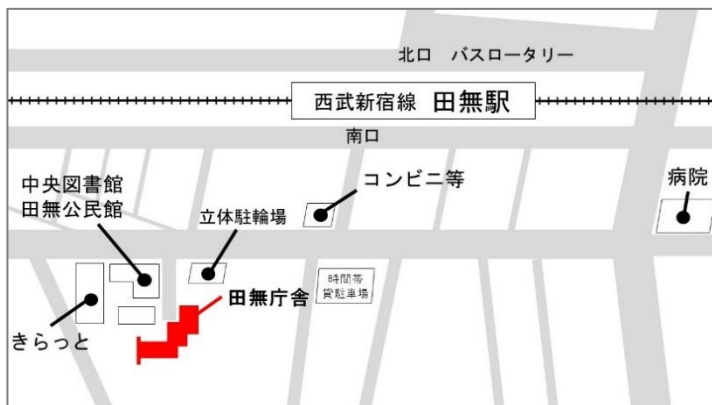 北口 バスロータリー
西武新宿線 田無駅
南口
コンビニ等
病院
中央図書館
田無公民館
立体駐輪場
時間帯
貸駐車場
田無庁舎
きらっと